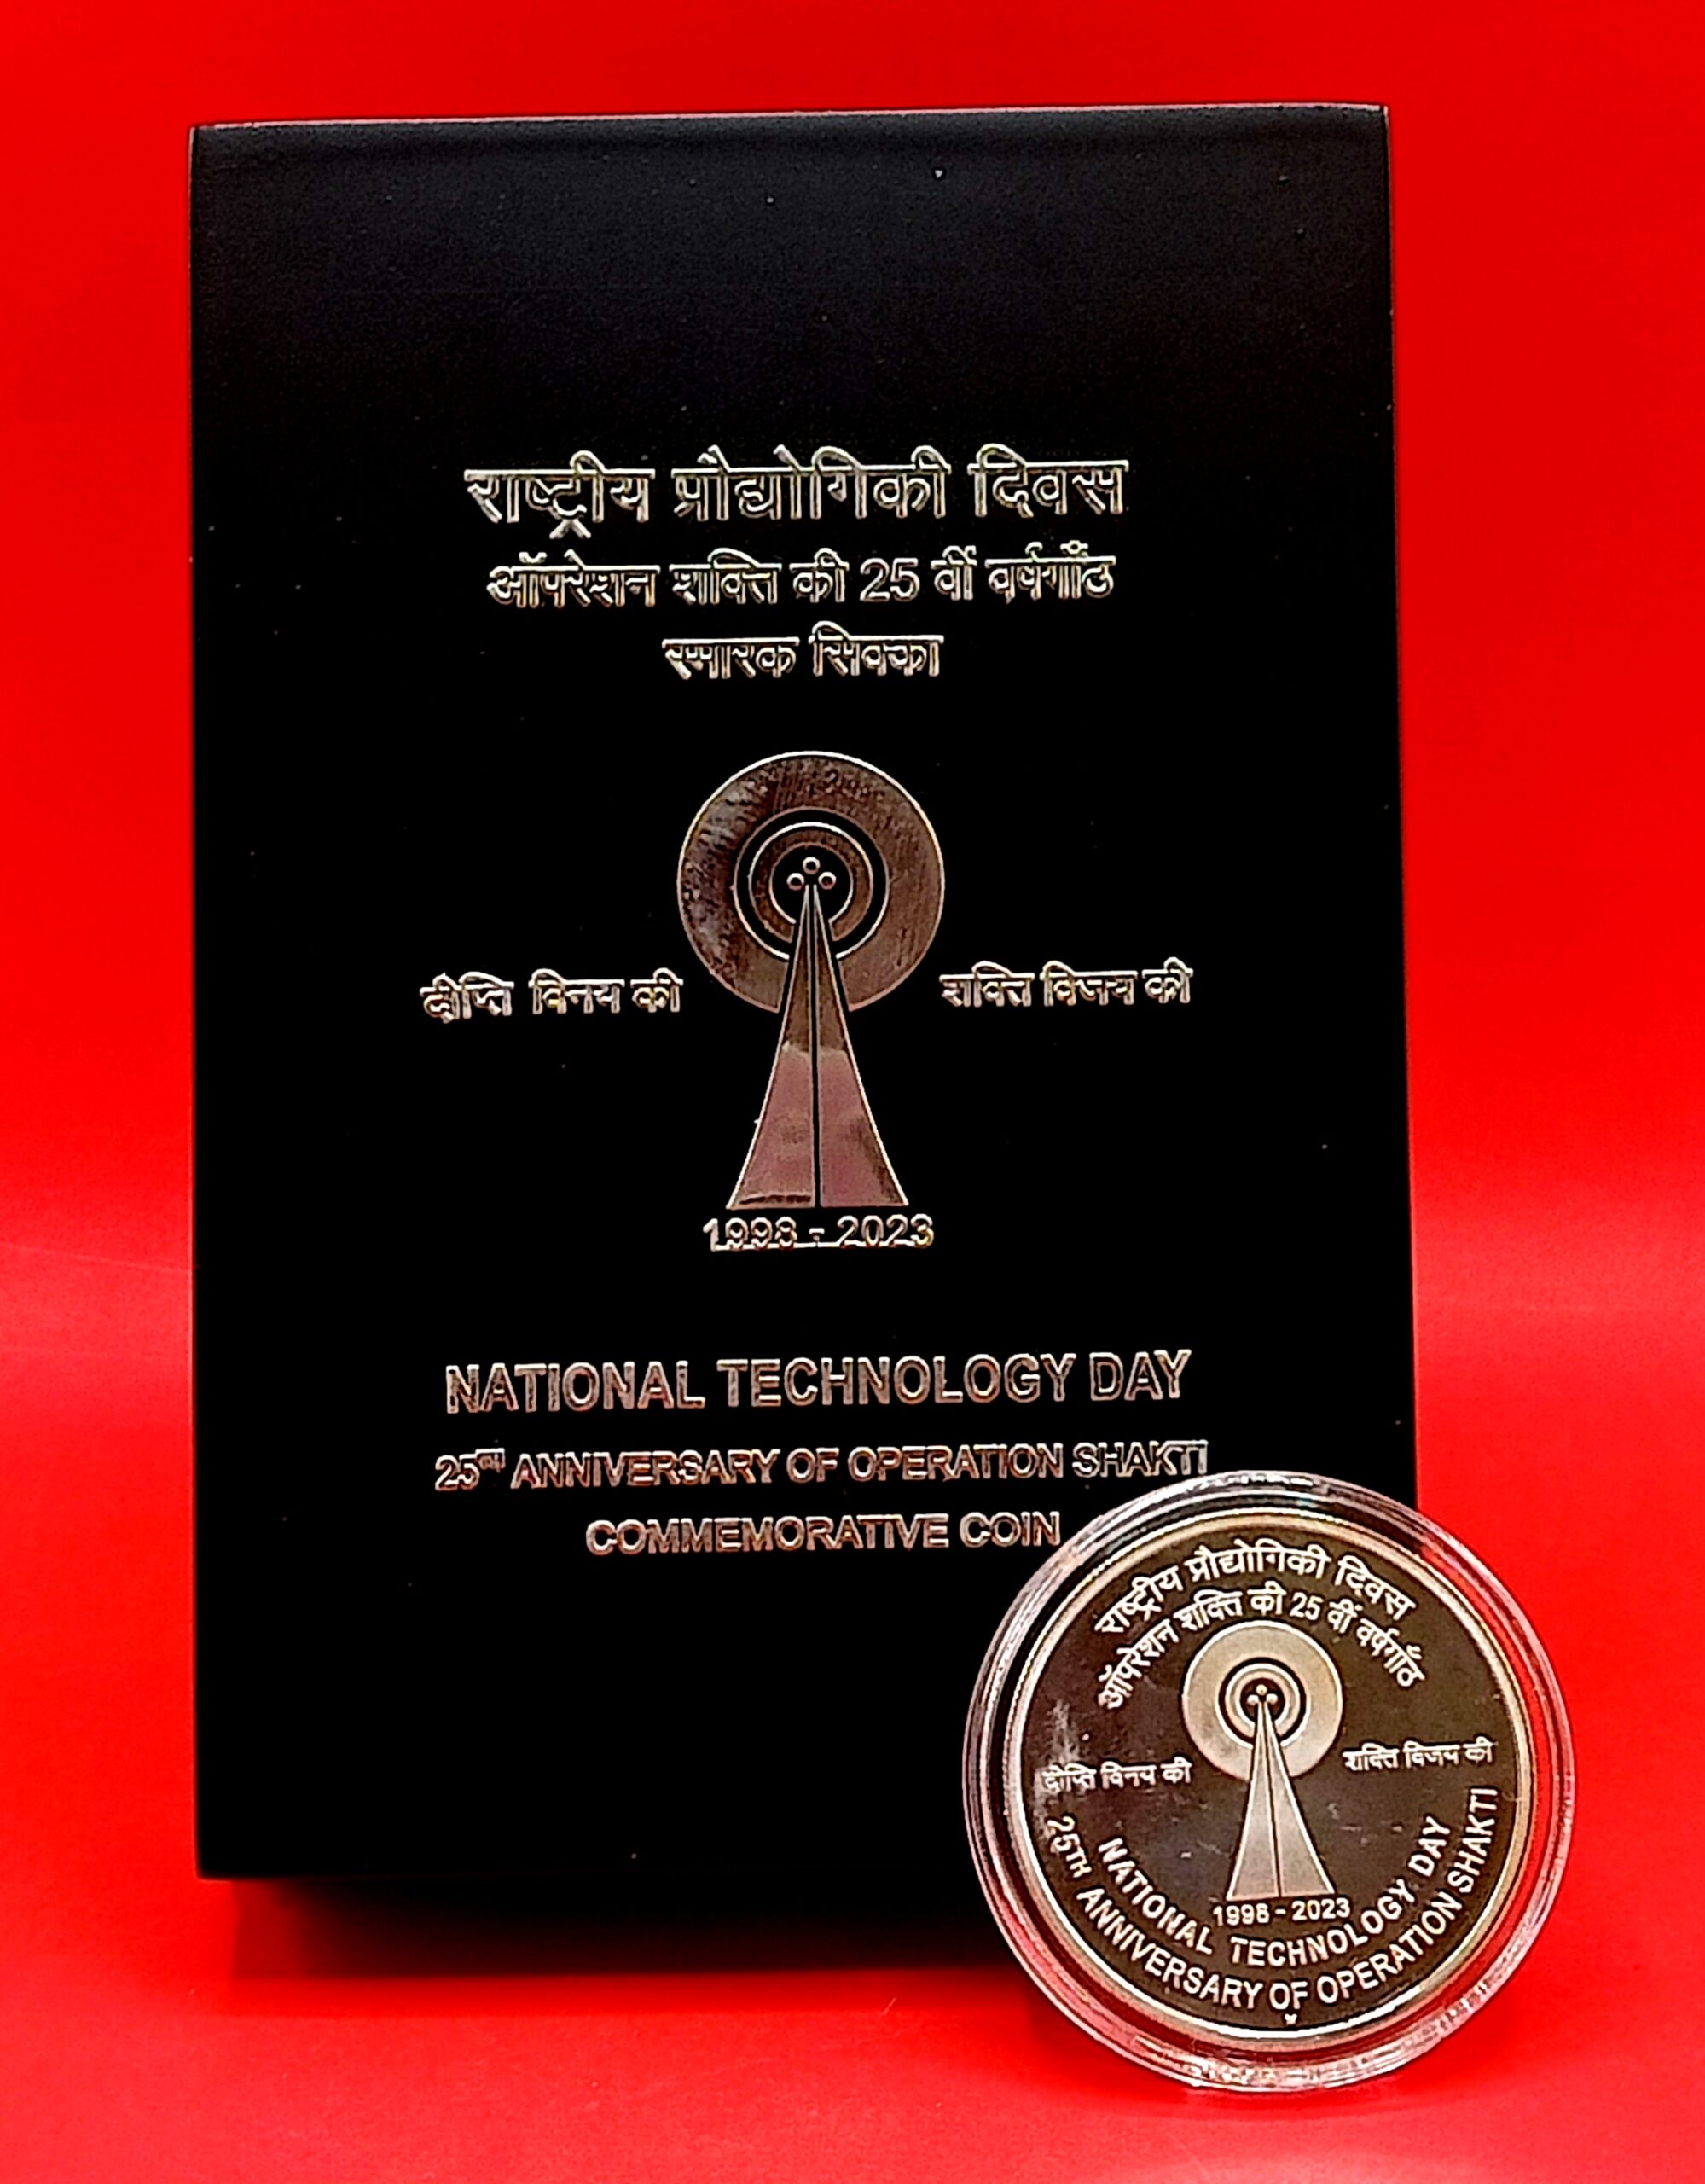 राष्ट्रीय प्रौद्योगिकी दिवस
ऑपरेशन शक्ति की 25 वीं वर्षगाँठ
स्मारक सिक्का
दीप्ति विनय की
शक्ति विजय की
1998 - 2023
NATIONAL TECHNOLOGY DAY
25TH ANNIVERSARY OF OPERATION SHAKTI
COMMEMORATIVE COIN
राष्ट्रीय प्रौद्योगिकी दिवस
ऑपरेशन शक्ति की 25 वीं वर्षगाँठ
दीप्ति विनय की
शक्ति विजय की
1998 - 2023
NATIONAL TECHNOLOGY DAY
25TH ANNIVERSARY OF OPERATION SHAKTI